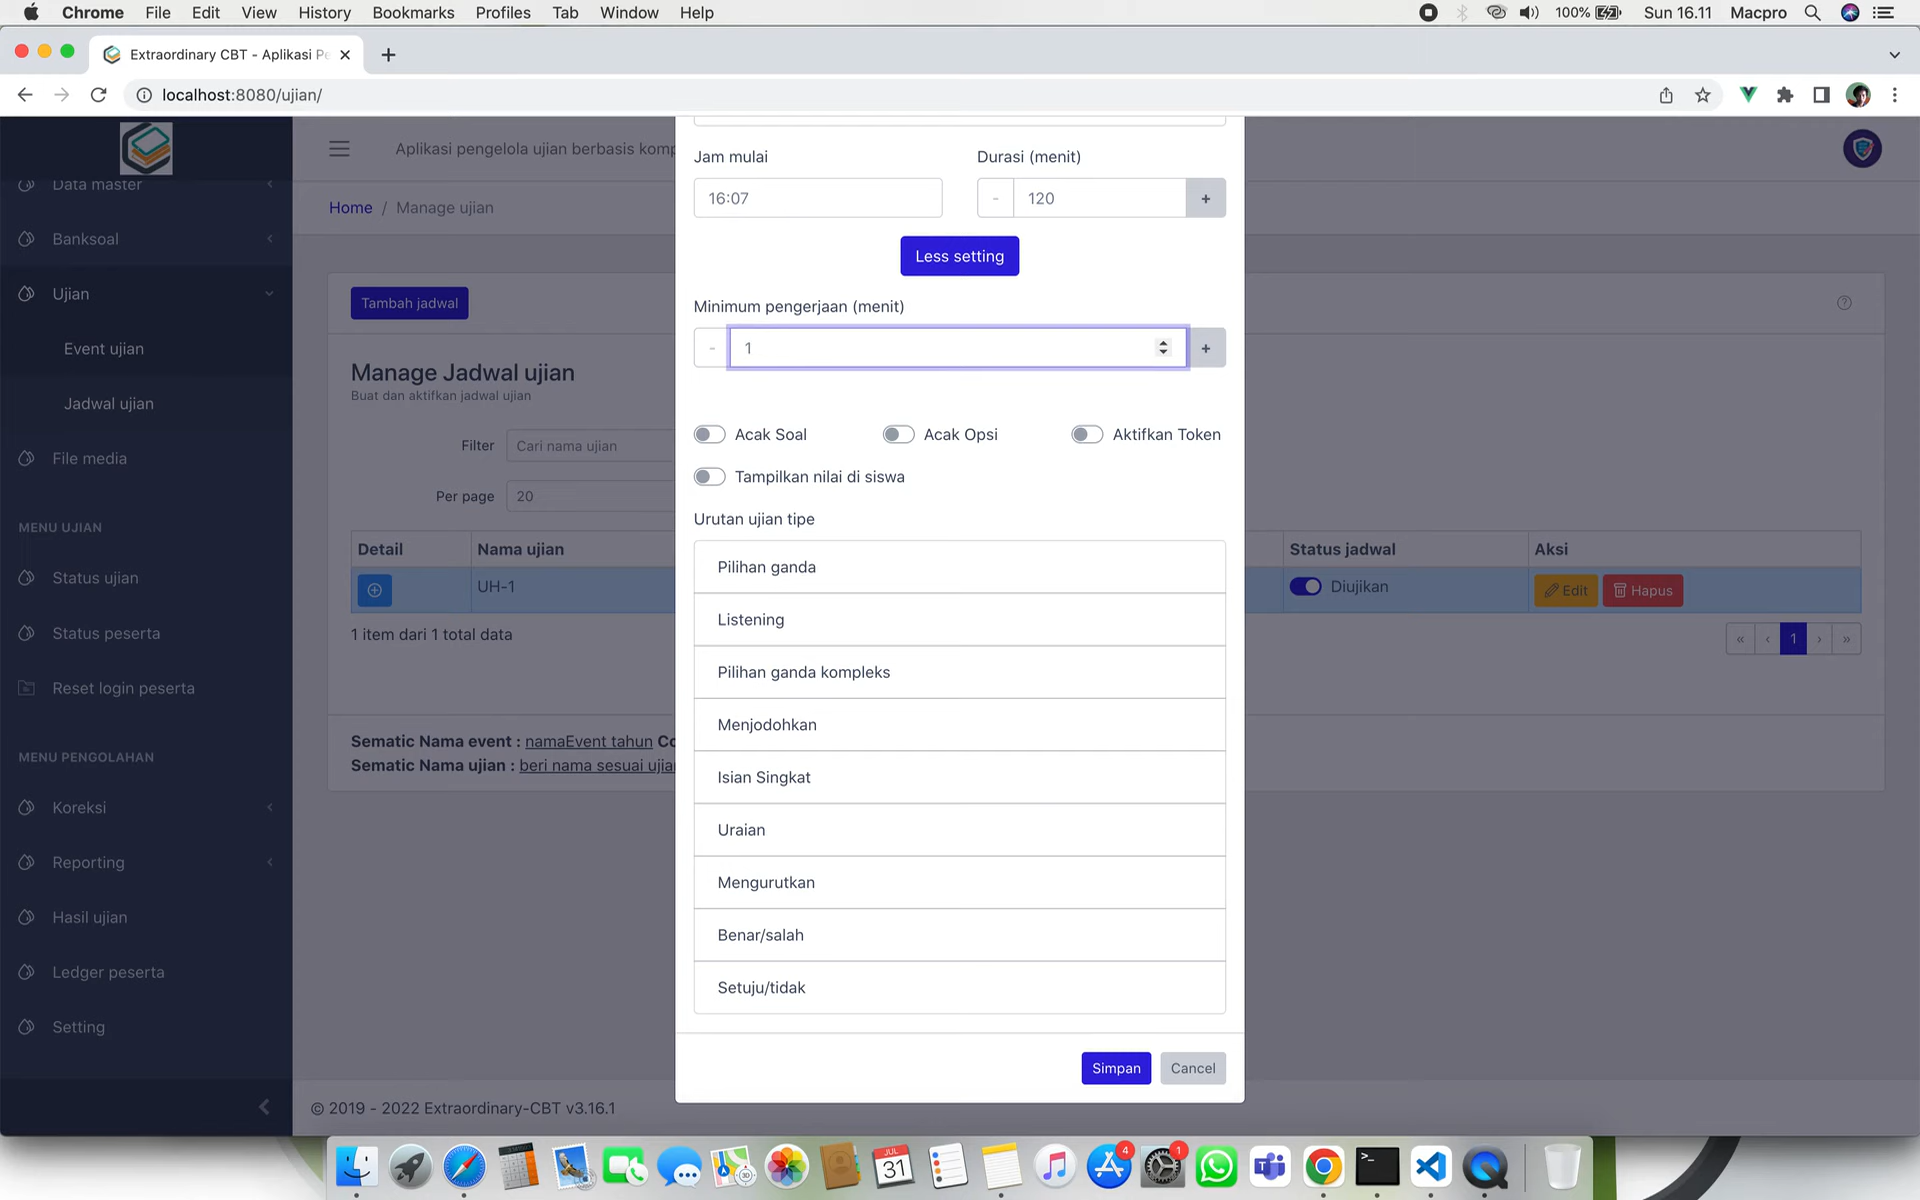 Chrome File Edit View History Bookmarks Profiles Tab Window Help 100% Sun 16.11 Macpro
Extraordinary CBT - Aplikasi Pe
localhost:8080/ujian/
Data master
Banksoal
Ujian
Event ujian
Jadwal ujian
File media
MENU UJIAN
Status ujian
Status peserta
Reset login peserta
MENU PENGOLAHAN
Koreksi
Reporting
Hasil ujian
Ledger peserta
Setting
Aplikasi pengelola ujian berbasis komp
Home / Manage ujian
Tambah jadwal
Manage Jadwal ujian
Buat dan aktifkan jadwal ujian
Filter Cari nama ujian
Per page 20
Detail Nama ujian Status jadwal Aksi
UH-1 Diujikan Edit Hapus
1 item dari 1 total data
« ‹ 1 › »
Sematic Nama event : namaEvent tahun Co
Sematic Nama ujian : beri nama sesuai ujia
Jam mulai Durasi (menit)
16:07 - 120 +
Less setting
Minimum pengerjaan (menit)
- 1 +
Acak Soal Acak Opsi Aktifkan Token
Tampilkan nilai di siswa
Urutan ujian tipe
Pilihan ganda
Listening
Pilihan ganda kompleks
Menjodohkan
Isian Singkat
Uraian
Mengurutkan
Benar/salah
Setuju/tidak
Simpan Cancel
© 2019 - 2022 Extraordinary-CBT v3.16.1
JUL
31
4
1